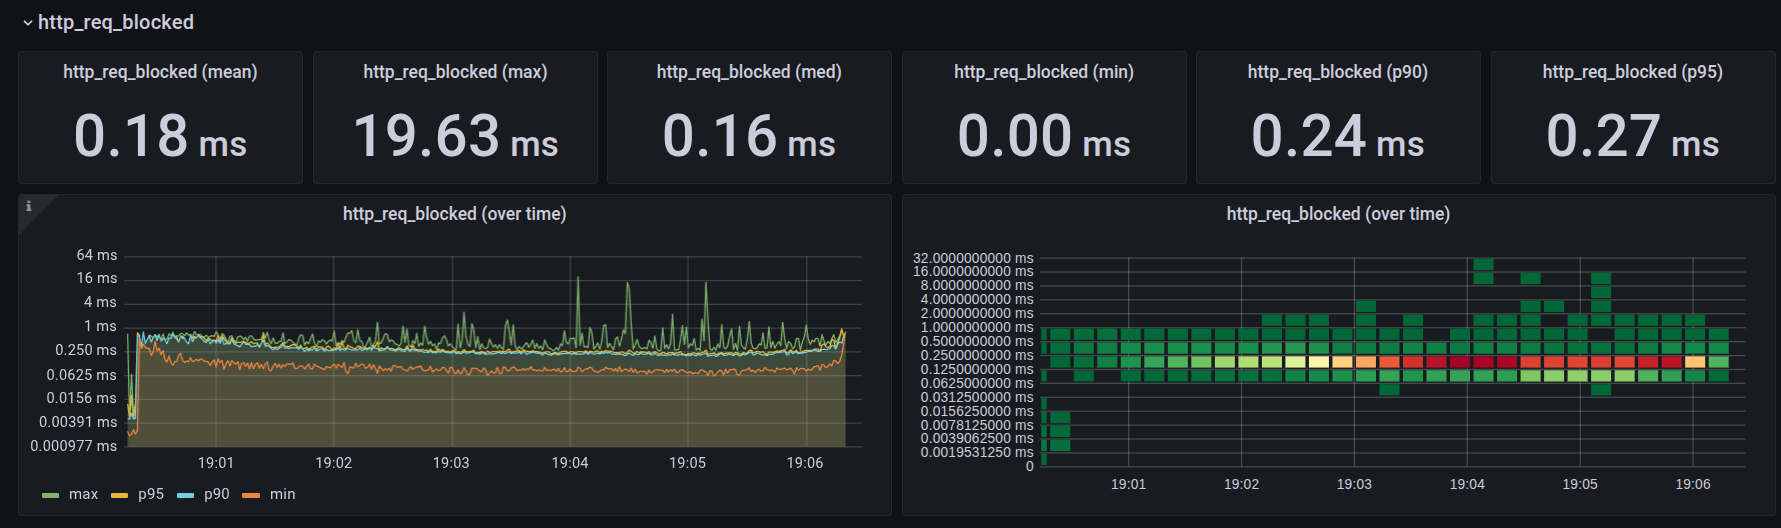 http_req_blocked
http_req_blocked (mean)
0.18 ms
http_req_blocked (max)
19.63 ms
http_req_blocked (med)
0.16 ms
http_req_blocked (min)
0.00 ms
http_req_blocked (p90)
0.24 ms
http_req_blocked (p95)
0.27 ms
i
http_req_blocked (over time)
64 ms
16 ms
4 ms
1 ms
0.250 ms
0.0625 ms
0.0156 ms
0.00391 ms
0.000977 ms
19:01 19:02 19:03 19:04 19:05 19:06
max p95 p90 min
http_req_blocked (over time)
32.0000000000 ms
16.0000000000 ms
8.0000000000 ms
4.0000000000 ms
2.0000000000 ms
1.0000000000 ms
0.5000000000 ms
0.2500000000 ms
0.1250000000 ms
0.0625000000 ms
0.0312500000 ms
0.0156250000 ms
0.0078125000 ms
0.0039062500 ms
0.0019531250 ms
0
19:01 19:02 19:03 19:04 19:05 19:06